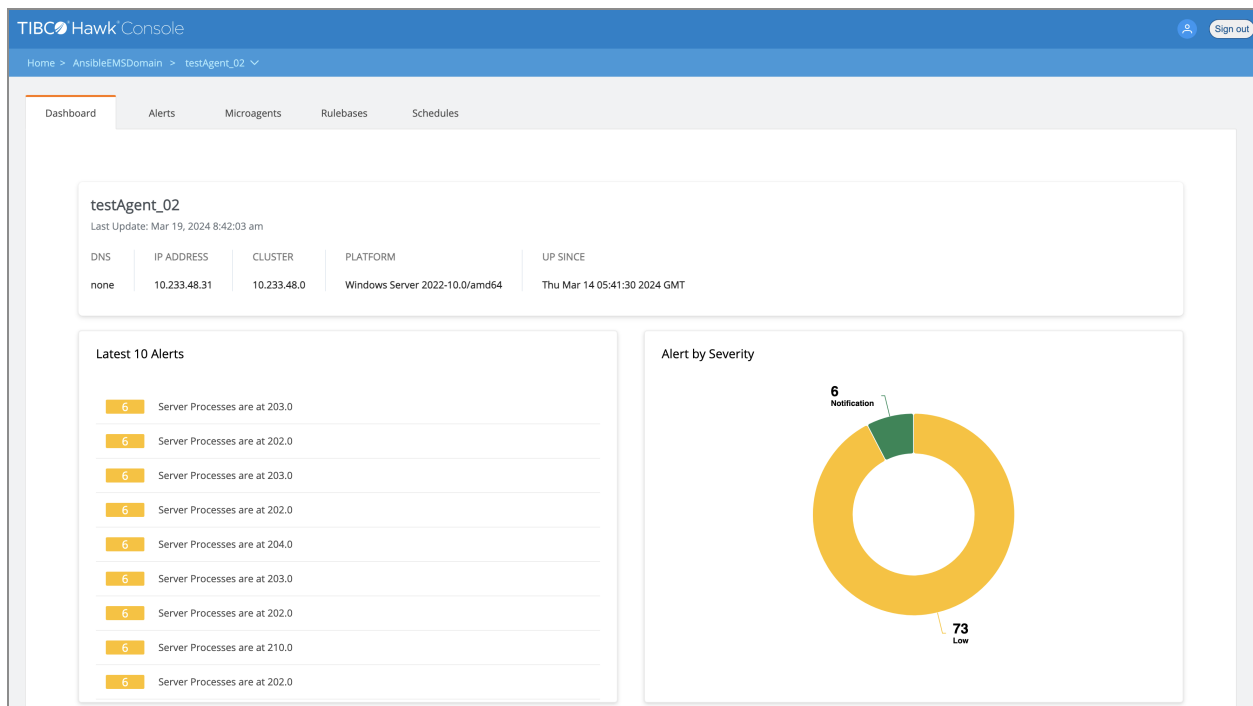 TIBCO® Hawk® Console
Sign out
Home > AnsibleEMSDomain > testAgent_02
Dashboard Alerts Microagents Rulebases Schedules
testAgent_02
Last Update: Mar 19, 2024 8:42:03 am
DNS IP ADDRESS CLUSTER PLATFORM UP SINCE
none 10.233.48.31 10.233.48.0 Windows Server 2022-10.0/amd64 Thu Mar 14 05:41:30 2024 GMT
Latest 10 Alerts
6 Server Processes are at 203.0
6 Server Processes are at 202.0
6 Server Processes are at 203.0
6 Server Processes are at 202.0
6 Server Processes are at 204.0
6 Server Processes are at 203.0
6 Server Processes are at 202.0
6 Server Processes are at 210.0
6 Server Processes are at 202.0
Alert by Severity
6
Notification
73
Low